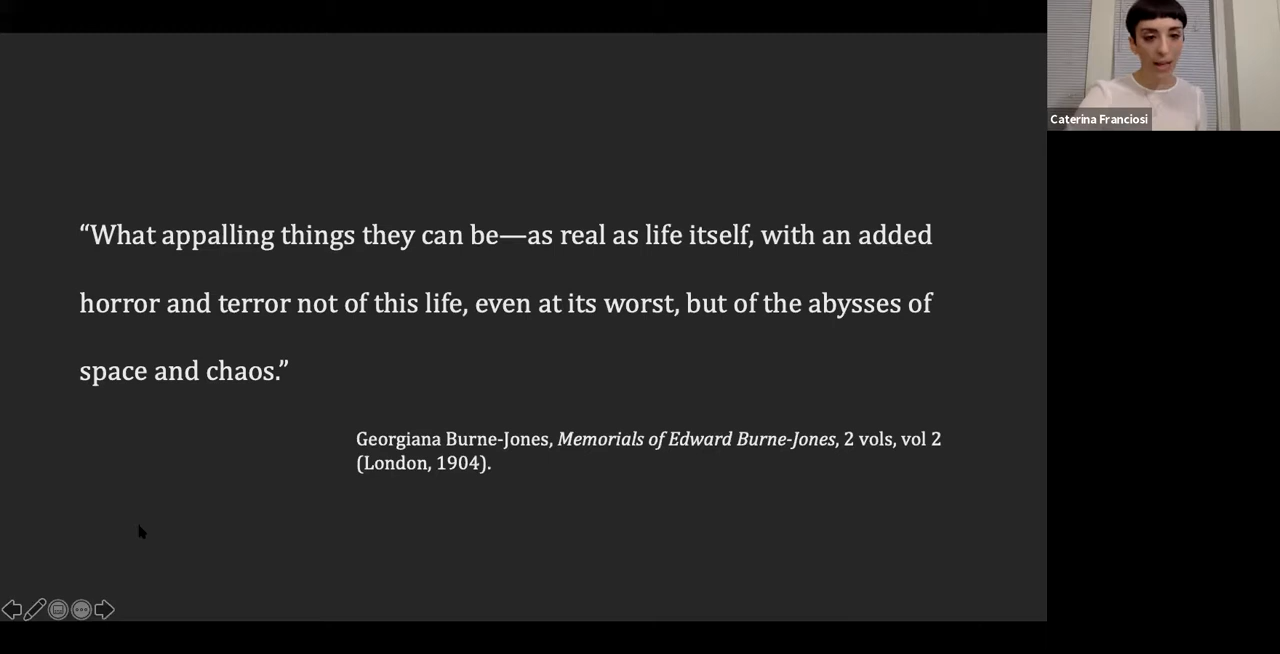 “What appalling things they can be—as real as life itself, with an added
horror and terror not of this life, even at its worst, but of the abysses of
space and chaos.”
Georgiana Burne-Jones, Memorials of Edward Burne-Jones, 2 vols, vol 2
(London, 1904).
Caterina Franciosi